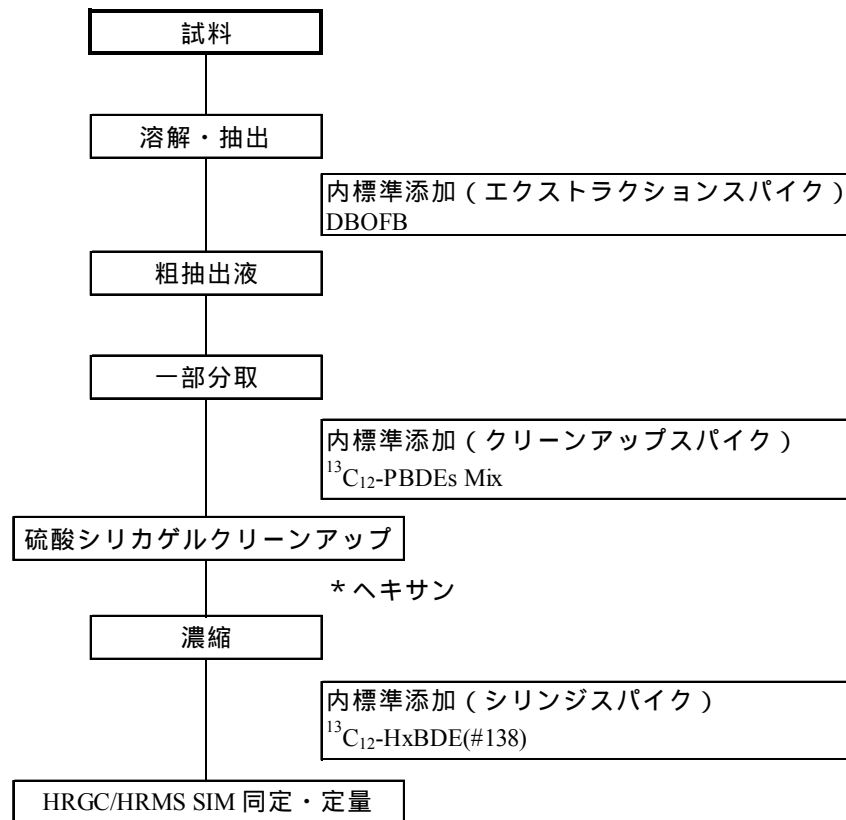 試料
溶解・抽出
内標準添加(エクストラクションスパイク)
DBOFB
粗抽出液
一部分取
内標準添加(クリーンアップスパイク)
¹³C₁₂-PBDEs Mix
硫酸シリカゲルクリーンアップ
*ヘキサン
濃縮
内標準添加(シリンジスパイク)
¹³C₁₂-HxBDE(#138)
HRGC/HRMS SIM 同定・定量